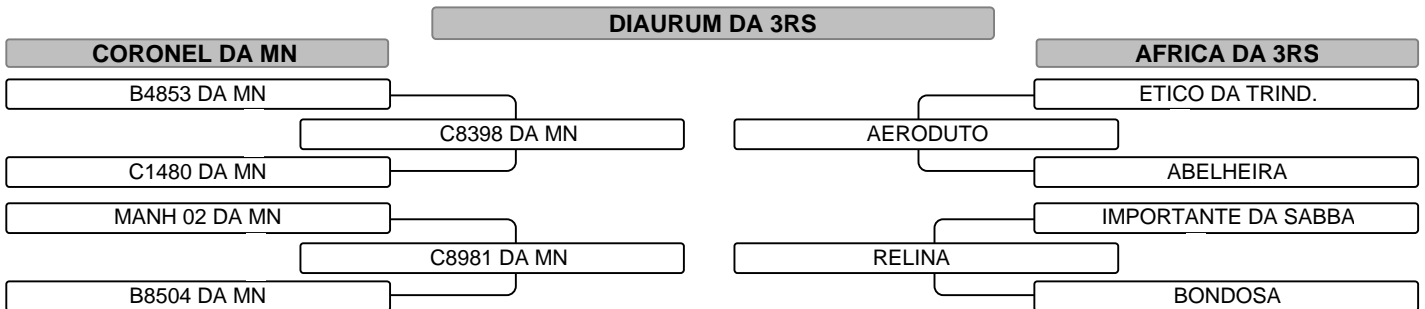 DIAURUM DA 3RS
CORONEL DA MN
AFRICA DA 3RS
B4853 DA MN
ETICO DA TRIND.
C8398 DA MN
AERODUTO
C1480 DA MN
ABELHEIRA
MANH 02 DA MN
IMPORTANTE DA SABBA
C8981 DA MN
RELINA
B8504 DA MN
BONDOSA